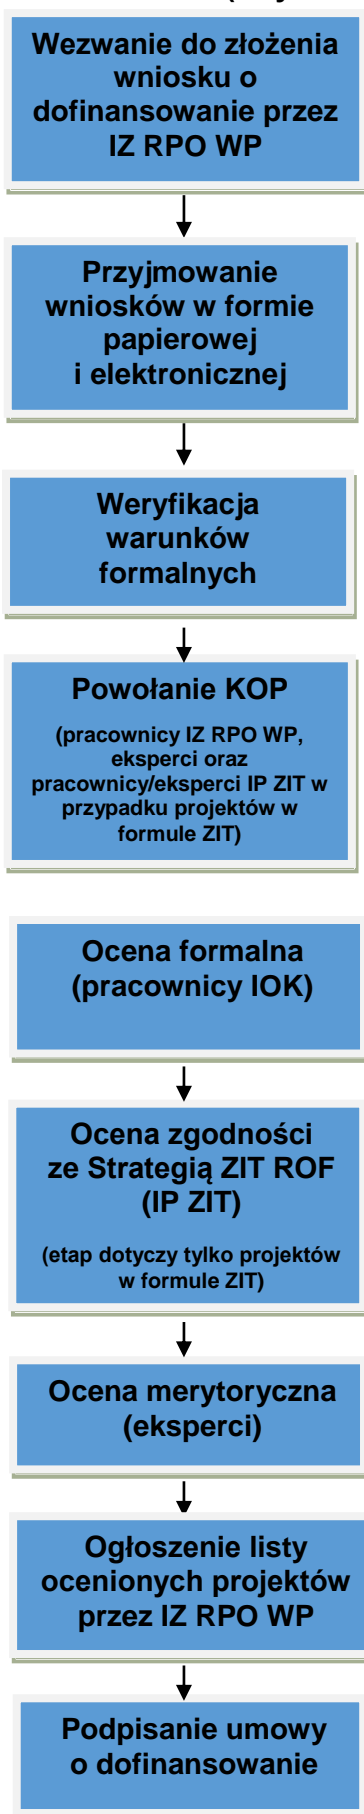 Wezwanie do złożenia
wniosku o
dofinansowanie przez
IZ RPO WP
Przyjmowanie
wniosków w formie
papierowej
i elektronicznej
Weryfikacja
warunków
formalnych
Powołanie KOP
(pracownicy IZ RPO WP,
eksperci oraz
pracownicy/eksperci IP ZIT w
przypadku projektów w
formule ZIT)
Ocena formalna
(pracownicy IOK)
Ocena zgodności
ze Strategią ZIT ROF
(IP ZIT)
(etap dotyczy tylko projektów
w formule ZIT)
Ocena merytoryczna
(eksperci)
Ogłoszenie listy
ocenionych projektów
przez IZ RPO WP
Podpisanie umowy
o dofinansowanie